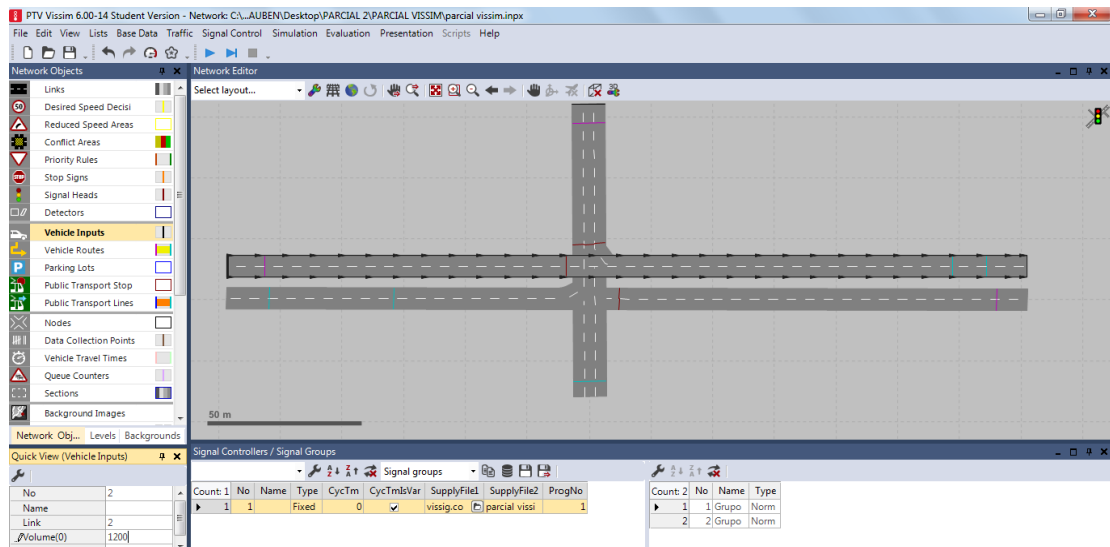 PTV Vissim 6.00-14 Student Version - Network: C:\...AUBEN\Desktop\PARCIAL 2\PARCIAL VISSIM\parcial vissim.inpx
File Edit View Lists Base Data Traffic Signal Control Simulation Evaluation Presentation Scripts Help
Network Objects
Network Editor
Select layout...
Links
Desired Speed Decisi
Reduced Speed Areas
Conflict Areas
Priority Rules
Stop Signs
Signal Heads
Detectors
Vehicle Inputs
Vehicle Routes
Parking Lots
Public Transport Stop
Public Transport Lines
Nodes
Data Collection Points
Vehicle Travel Times
Queue Counters
Sections
Background Images
50 m
Network Obj... Levels Backgrounds
Quick View (Vehicle Inputs)
No 2
Name
Link 2
Volume(0) 1200
Signal Controllers / Signal Groups
Signal groups
Count: 1 No Name Type CycTm CycTmIsVar SupplyFile1 SupplyFile2 ProgNo
1 1 Fixed 0 vissig.co parcial vissi 1
Count: 2 No Name Type
1 1 Grupo Norm
2 2 Grupo Norm